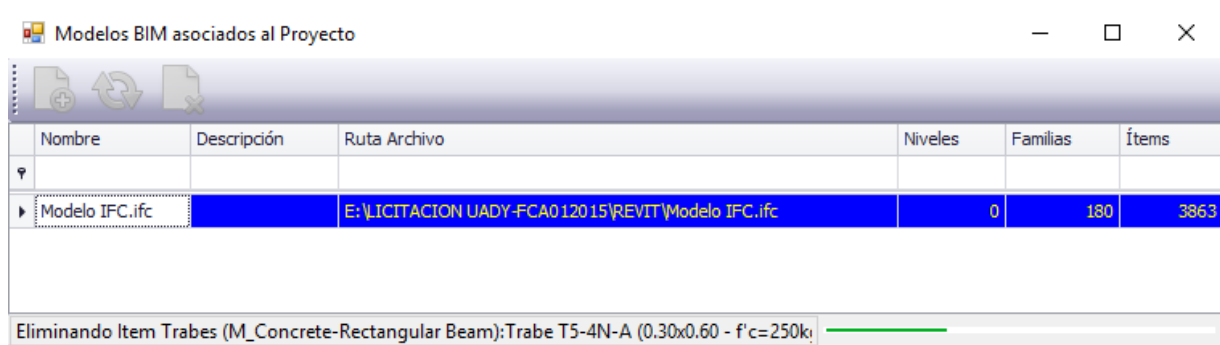 Modelos BIM asociados al Proyecto
Nombre Descripción Ruta Archivo Niveles Familias Ítems
Modelo IFC.ifc E:\LICITACION UADY-FCA012015\REVIT\Modelo IFC.ifc 0 180 3863
Eliminando Item Trabes (M_Concrete-Rectangular Beam):Trabe T5-4N-A (0.30x0.60 - f'c=250k